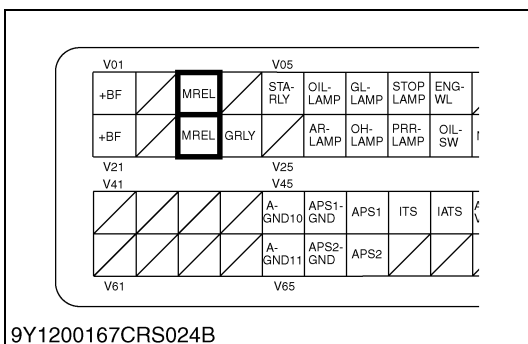 V01 V05
+BF MREL STA-RLY OIL-LAMP GL-LAMP STOP LAMP ENG-WL
+BF MREL GRLY AR-LAMP OH-LAMP PRR-LAMP OIL-SW
V21 V25
V41 V45
A-GND10 APS1-GND APS1 ITS IATS
A-GND11 APS2-GND APS2
V61 V65
9Y1200167CRS024B